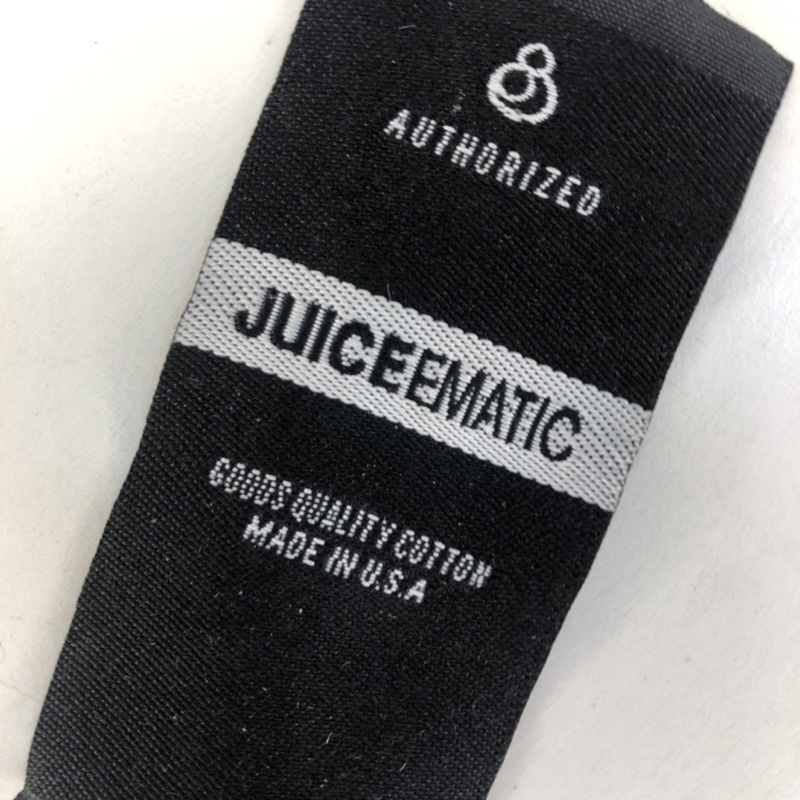 AUTHORIZED
JUICEEMATIC
GOODS QUALITY COTTON
MADE IN U.S.A